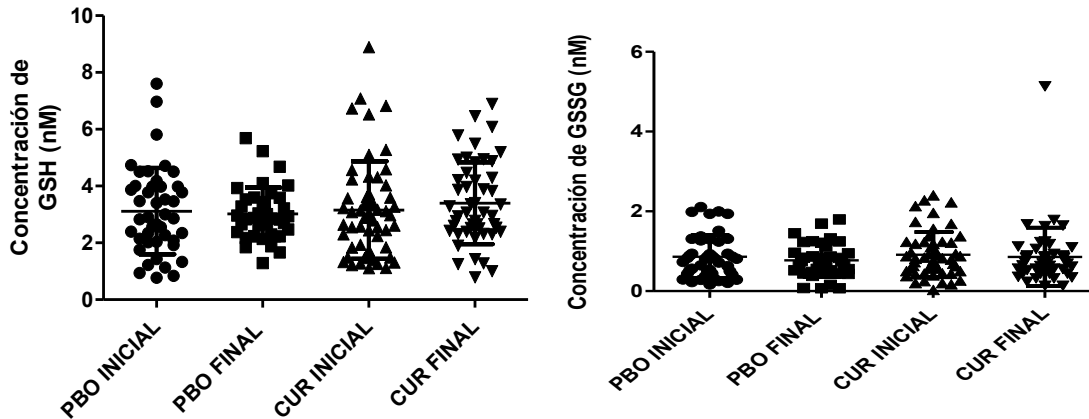 Concentración de
GSH (nM)
10
8
6
4
2
0
PBO INICIAL
PBO FINAL
CUR INICIAL
CUR FINAL
Concentración de GSSG (nM)
6
4
2
0
PBO INICIAL
PBO FINAL
CUR INICIAL
CUR FINAL